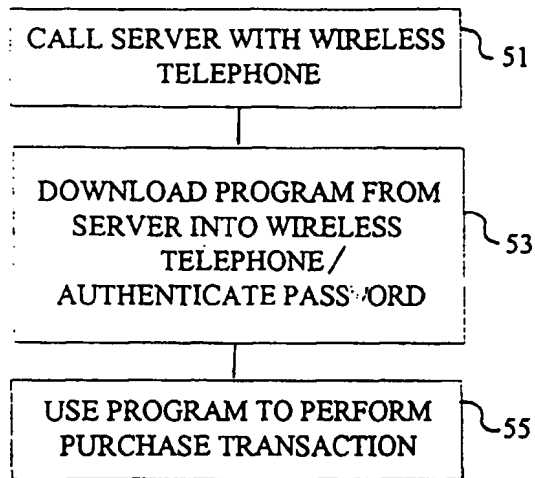 CALL SERVER WITH WIRELESS
TELEPHONE
51
DOWNLOAD PROGRAM FROM
SERVER INTO WIRELESS
TELEPHONE/
AUTHENTICATE PASSWORD
53
USE PROGRAM TO PERFORM
PURCHASE TRANSACTION
55